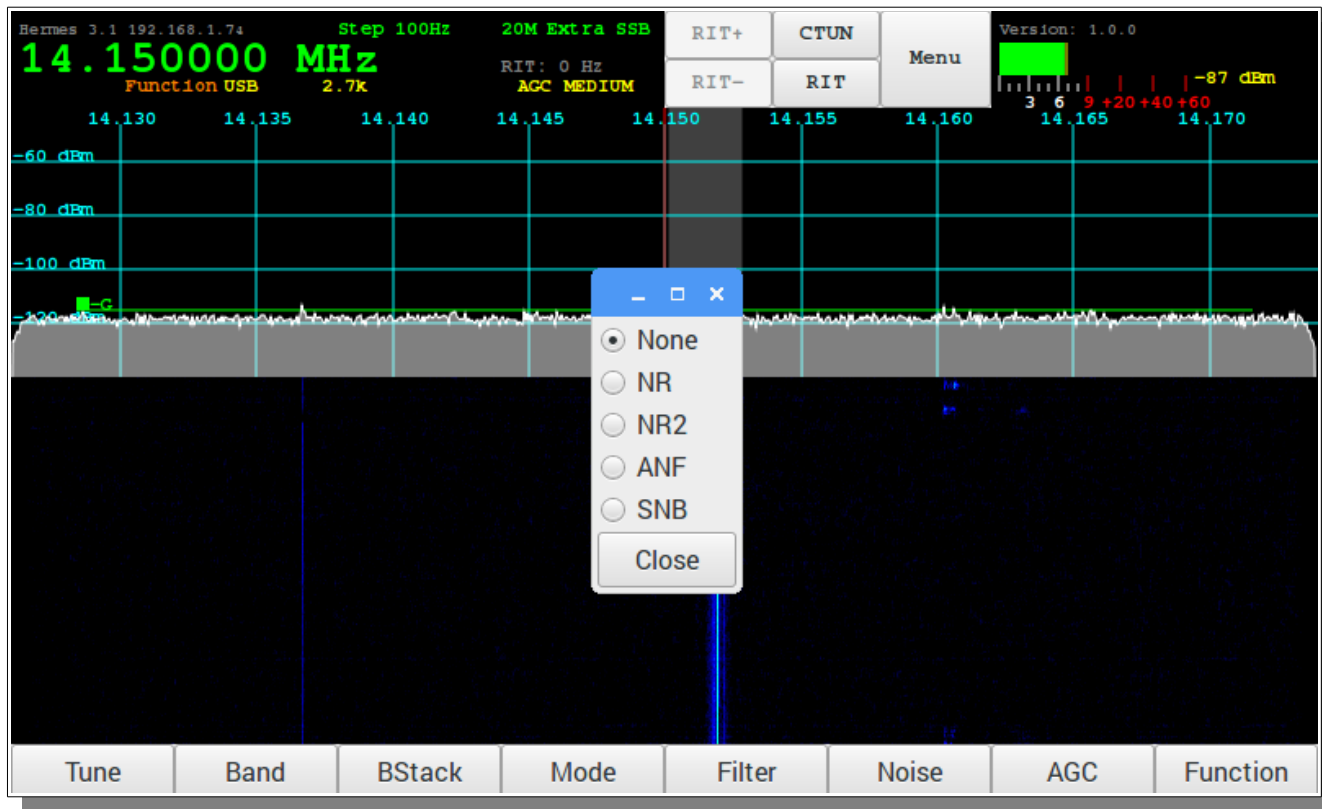 Hermes 3.1 192.168.1.74 Step 100Hz 20M Extra SSB RIT+ CTUN Menu Version: 1.0.0
14.150000 MHz RIT: 0 Hz RIT- RIT -87 dBm
Function USB 2.7k AGC MEDIUM
3 6 9 +20 +40 +60
14.130 14.135 14.140 14.145 14.150 14.155 14.160 14.165 14.170
-60 dBm
-80 dBm
-100 dBm
-G
-120 dBm
None
NR
NR2
ANF
SNB
Close
Tune Band BStack Mode Filter Noise AGC Function